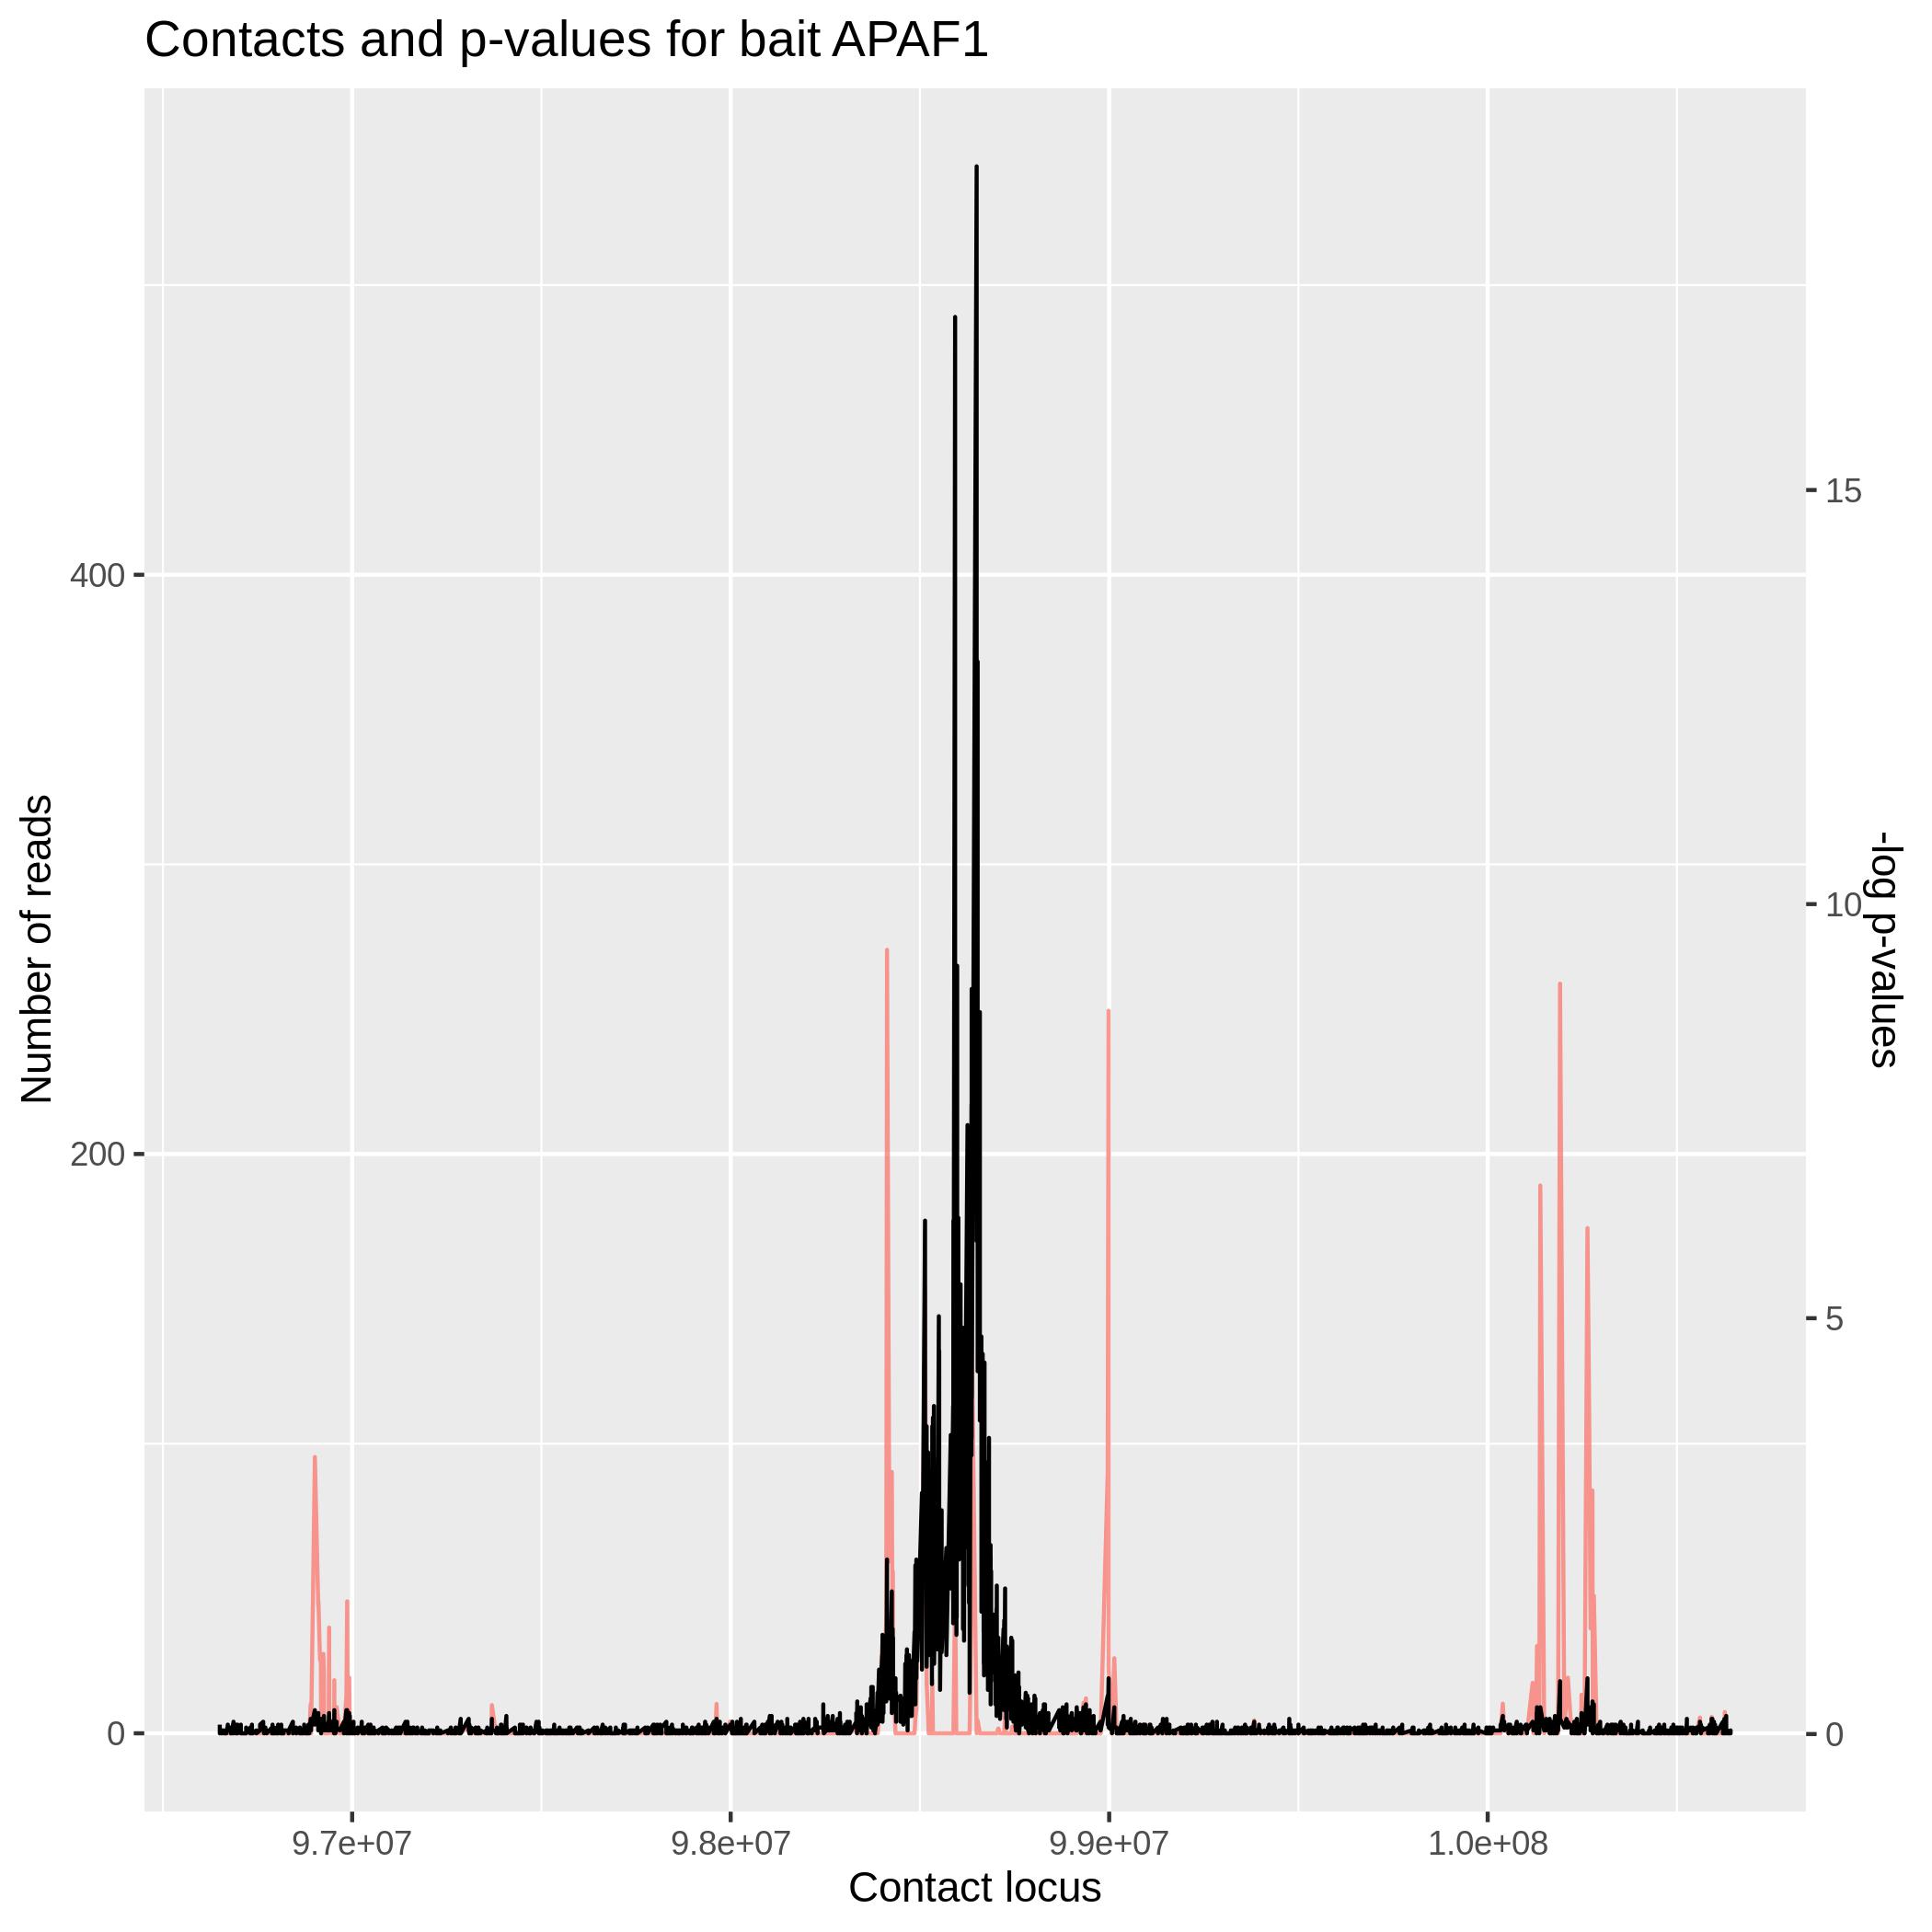 Contacts and p-values for bait APAF1
Number of reads
400
200
0
15
10
5
0
-log p-values
9.7e+07 9.8e+07 9.9e+07 1.0e+08
Contact locus